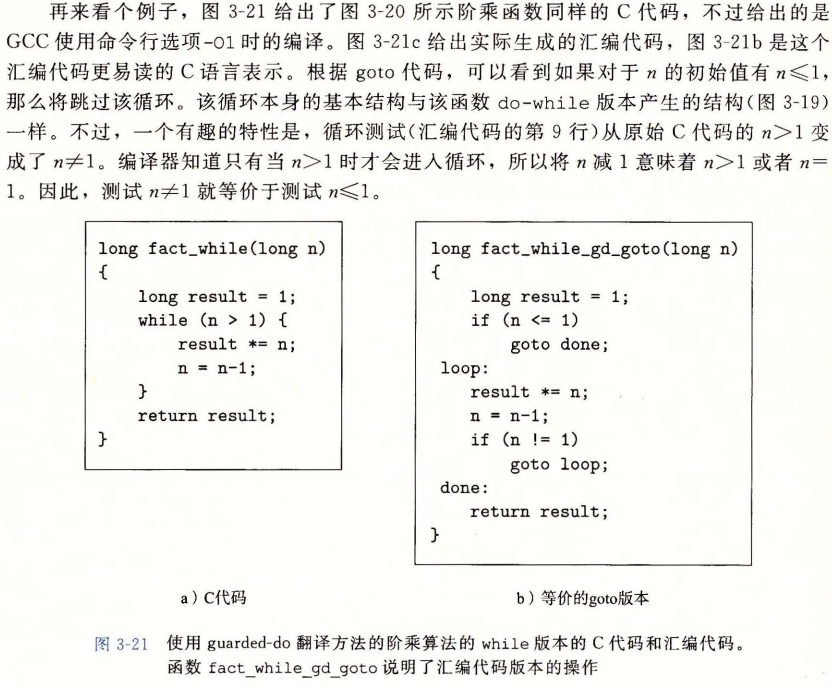 再来看个例子，图 3-21 给出了图 3-20 所示阶乘函数同样的 C 代码，不过给出的是
GCC 使用命令行选项-O1 时的编译。图 3-21c 给出实际生成的汇编代码，图 3-21b 是这个
汇编代码更易读的 C 语言表示。根据 goto 代码，可以看到如果对于 n 的初始值有 n≤1，
那么将跳过该循环。该循环本身的基本结构与该函数 do-while 版本产生的结构(图 3-19)
一样。不过，一个有趣的特性是，循环测试(汇编代码的第 9 行)从原始 C 代码的 n>1 变
成了 n≠1。编译器知道只有当 n>1 时才会进入循环，所以将 n 减 1 意味着 n>1 或者 n=
1。因此，测试 n≠1 就等价于测试 n≤1。
long fact_while(long n)
{
    long result = 1;
    while (n > 1) {
        result *= n;
        n = n-1;
    }
    return result;
}
long fact_while_gd_goto(long n)
{
    long result = 1;
    if (n <= 1)
        goto done;
 loop:
    result *= n;
    n = n-1;
    if (n != 1)
        goto loop;
 done:
    return result;
}
a）C代码
b）等价的goto版本
图 3-21 使用 guarded-do 翻译方法的阶乘算法的 while 版本的 C 代码和汇编代码。
函数 fact_while_gd_goto 说明了汇编代码版本的操作